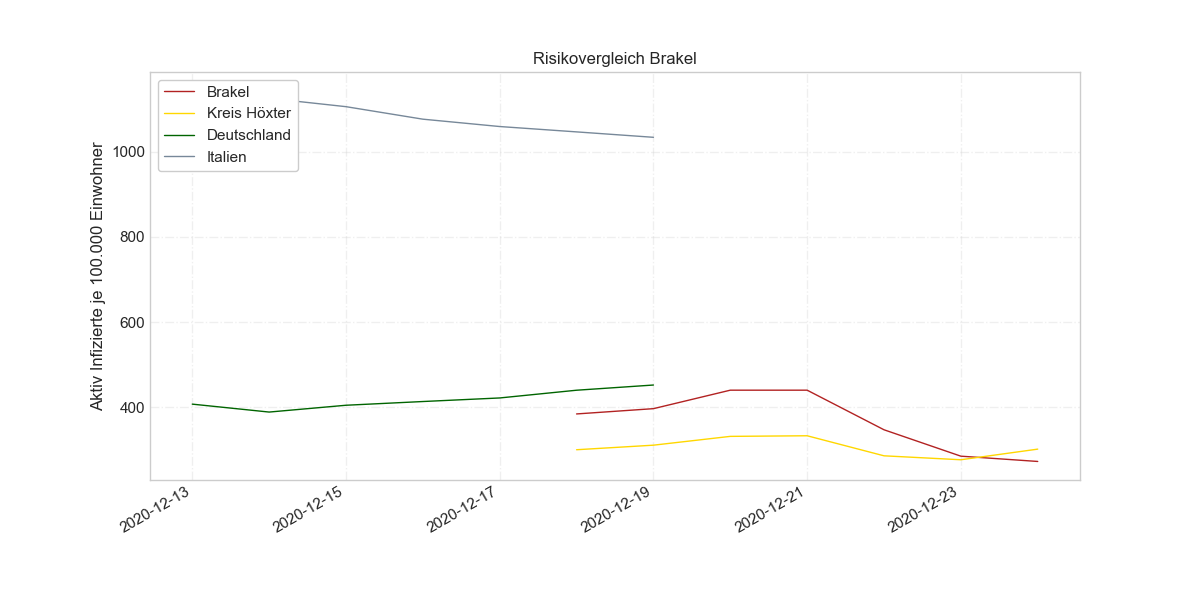 Risikovergleich Brakel
Brakel
Kreis Höxter
Deutschland
Italien
Aktiv Infizierte je 100.000 Einwohner
1000
800
600
400
2020-12-13
2020-12-15
2020-12-17
2020-12-19
2020-12-21
2020-12-23